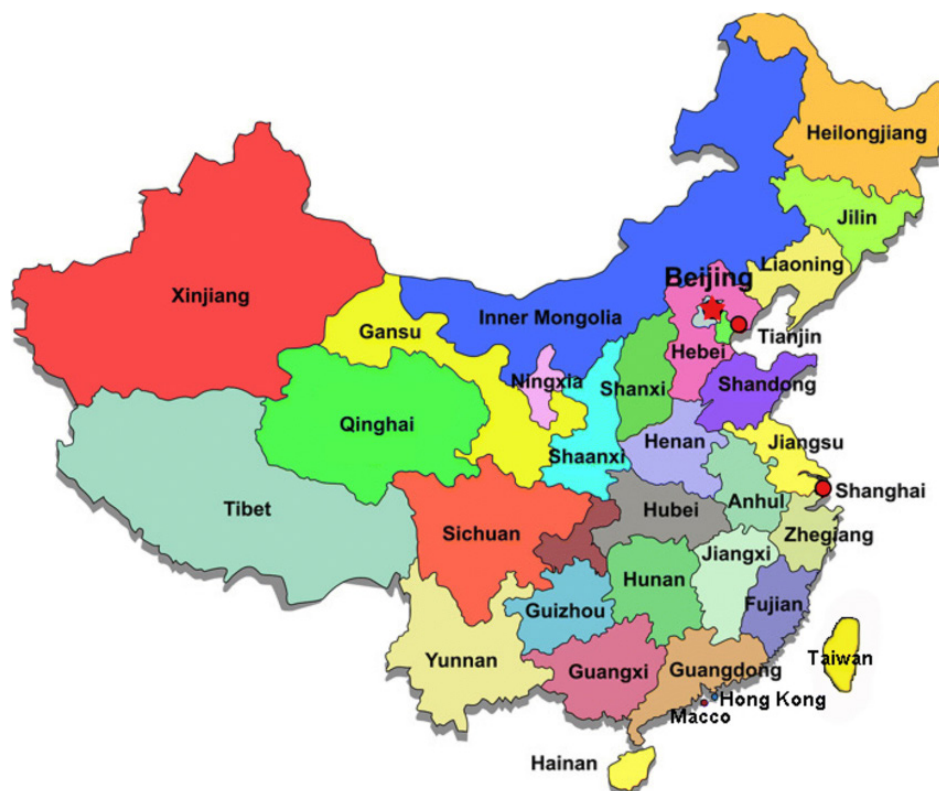 Heilongjiang
Jilin
Liaoning
Beijing
Xinjiang
Inner Mongolia
Gansu
Tianjin
Hebei
Ningxia
Shanxi
Shandong
Qinghai
Henan
Jiangsu
Shaanxi
Shanghai
Anhul
Tibet
Hubei
Sichuan
Zhegiang
Jiangxi
Hunan
Guizhou
Fujian
Taiwan
Yunnan
Guangxi
Guangdong
Hong Kong
Macco
Hainan